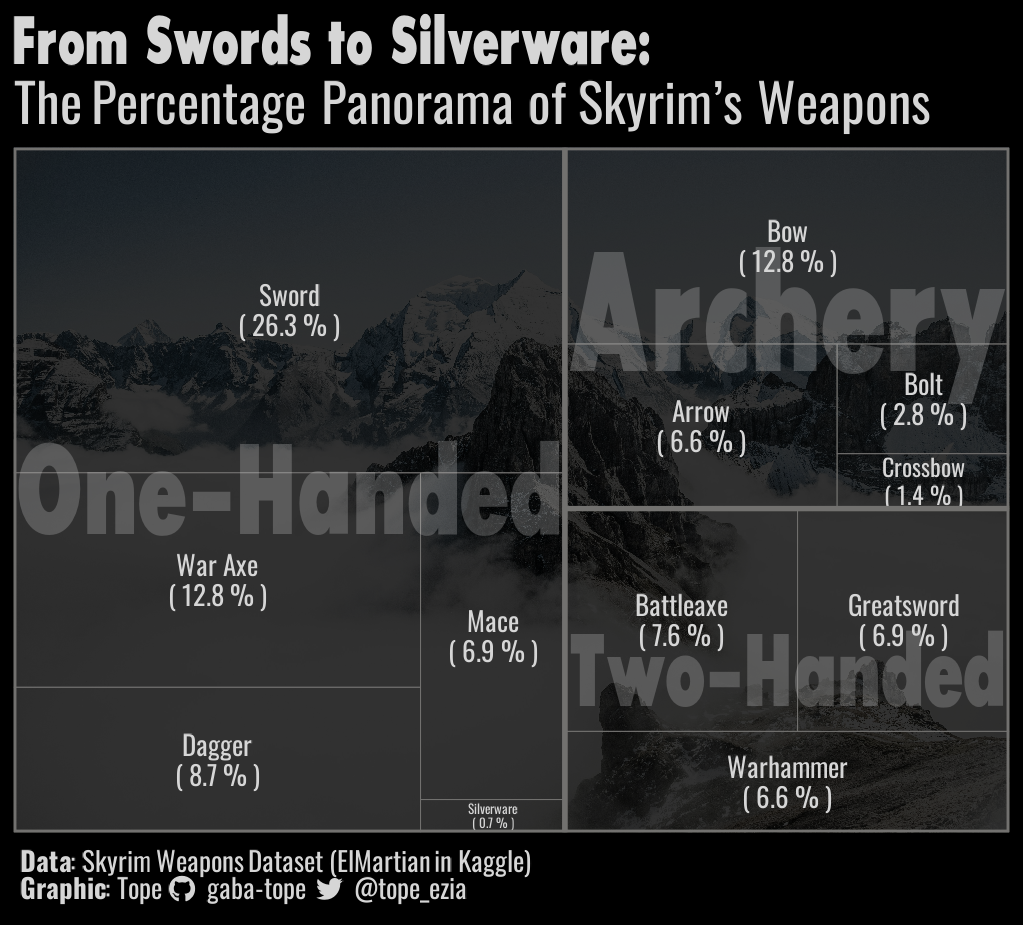 From Swords to Silverware:
The Percentage Panorama of Skyrim's Weapons
Sword
( 26.3 % )
One-Handed
War Axe
( 12.8 % )
Mace
( 6.9 % )
Dagger
( 8.7 % )
Silverware
( 0.7 % )
Bow
( 12.8 % )
Archery
Arrow
( 6.6 % )
Bolt
( 2.8 % )
Crossbow
( 1.4 % )
Battleaxe
( 7.6 % )
Greatsword
( 6.9 % )
Two-Handed
Warhammer
( 6.6 % )
Data: Skyrim Weapons Dataset (ElMartian in Kaggle)
Graphic: Tope gaba-tope @tope_ezia